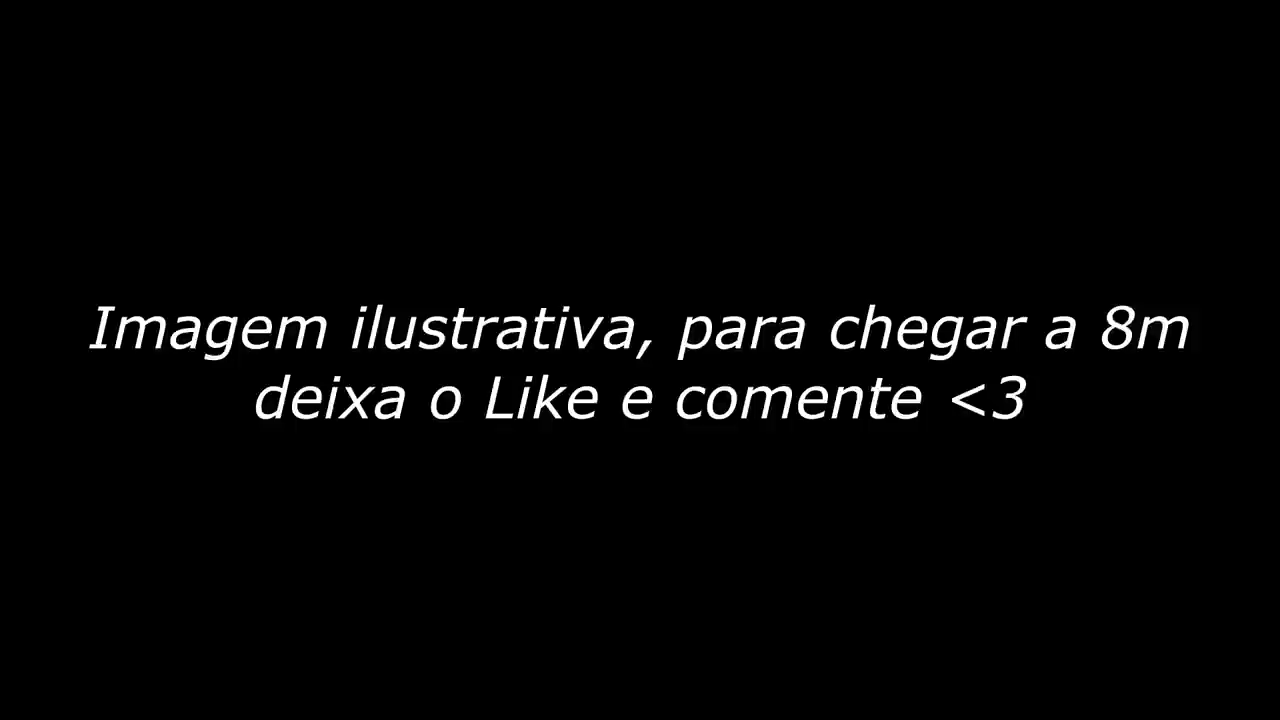 Imagem ilustrativa, para chegar a 8m
deixa o Like e comente <3